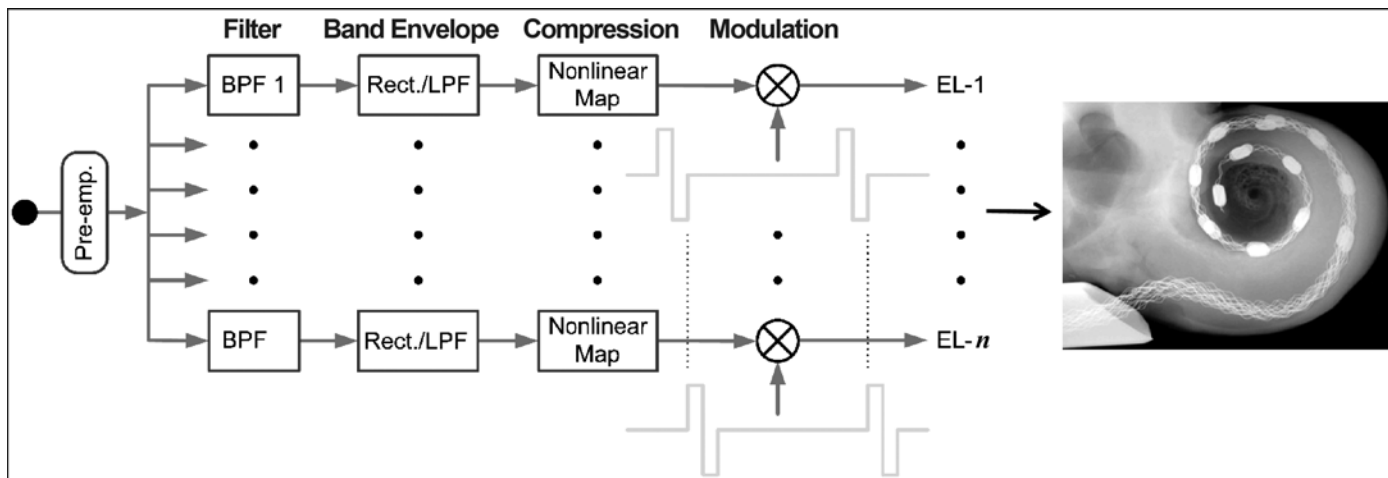 Filter Band Envelope Compression Modulation
BPF 1 Rect./LPF Nonlinear Map EL-1
Pre-emp.
BPF Rect./LPF Nonlinear Map EL-n